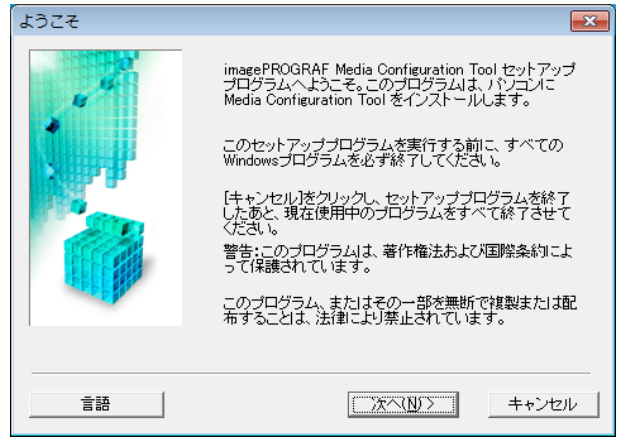 ようこそ
imagePROGRAF Media Configuration Tool セットアップ
プログラムへようこそ。このプログラムは、パソコンに
Media Configuration Tool をインストールします。
このセットアッププログラムを実行する前に、すべての
Windowsプログラムを必ず終了してください。
[キャンセル]をクリックし、セットアッププログラムを終了
したあと、現在使用中のプログラムをすべて終了させて
ください。
警告:このプログラムは、著作権法および国際条約によ
って保護されています。
このプログラム、またはその一部を無断で複製または配
布することは、法律により禁止されています。
言語
次へ(N) >
キャンセル